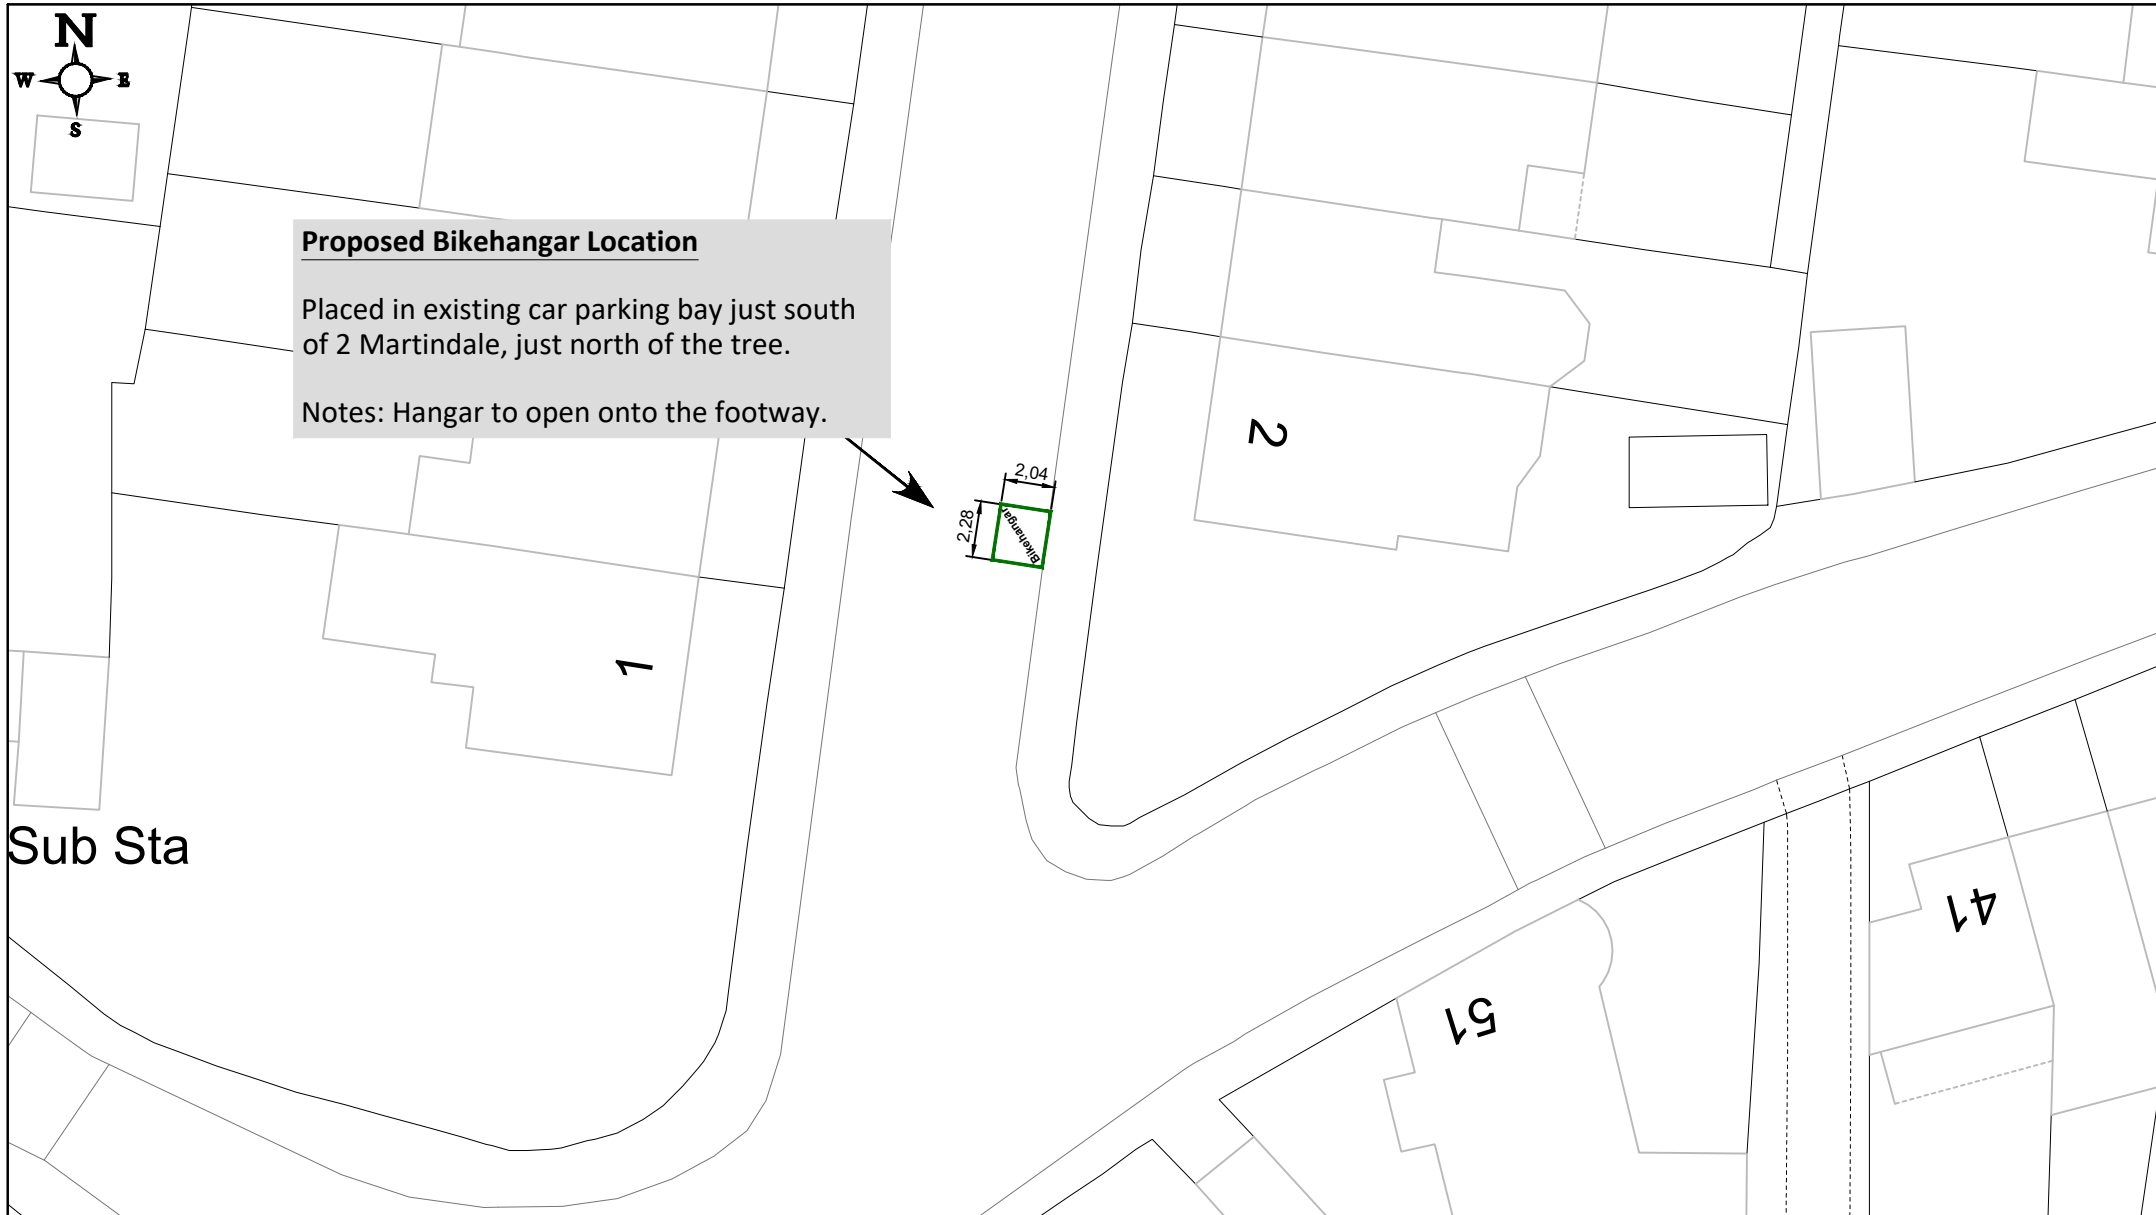 N
W E
S
Proposed Bikehangar Location
Placed in existing car parking bay just south
of 2 Martindale, just north of the tree.
Notes: Hangar to open onto the footway.
2,04
2,28
Bikehangar
2
1
Sub Sta
41
51